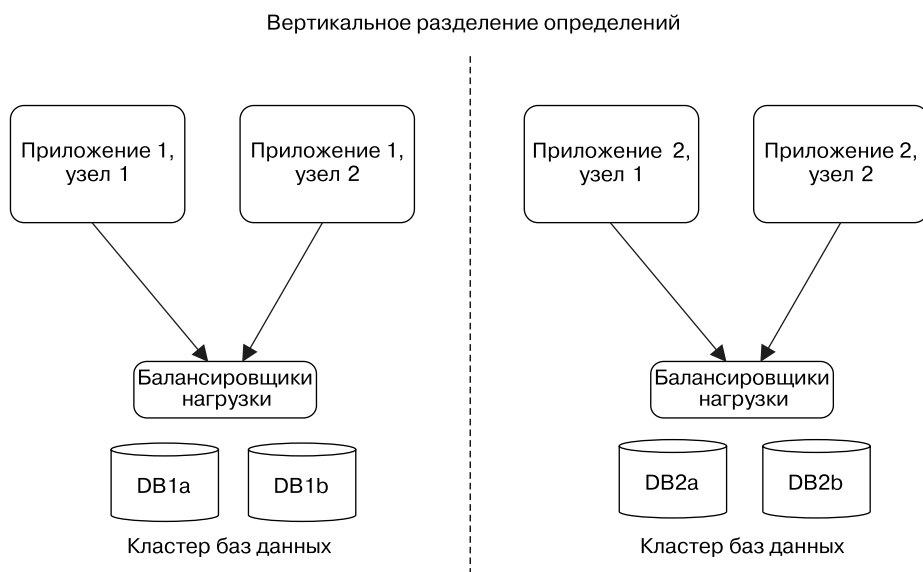 Вертикальное разделение определений
Приложение 1,
узел 1
Приложение 1,
узел 2
Приложение 2,
узел 1
Приложение 2,
узел 2
Балансировщики
нагрузки
Балансировщики
нагрузки
DB1a
DB1b
DB2a
DB2b
Кластер баз данных
Кластер баз данных